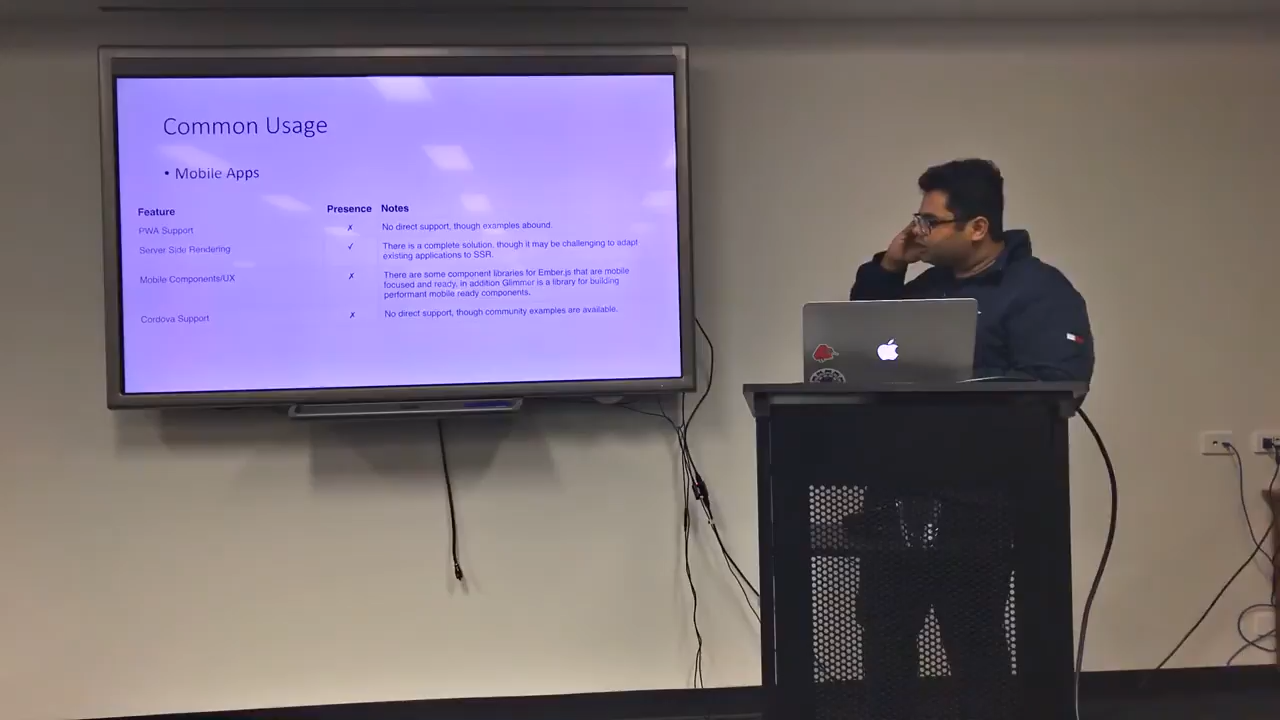 Common Usage
• Mobile Apps
Feature Presence Notes
PWA Support ✗ No direct support, though examples abound.
Server Side Rendering ✓ There is a complete solution, though it may be challenging to adapt
existing applications to SSR.
Mobile Components/UX ✗ There are some component libraries for Ember.js that are mobile
focused and ready, in addition Glimmer is a library for building
performant mobile ready components.
Cordova Support ✗ No direct support, though community examples are available.